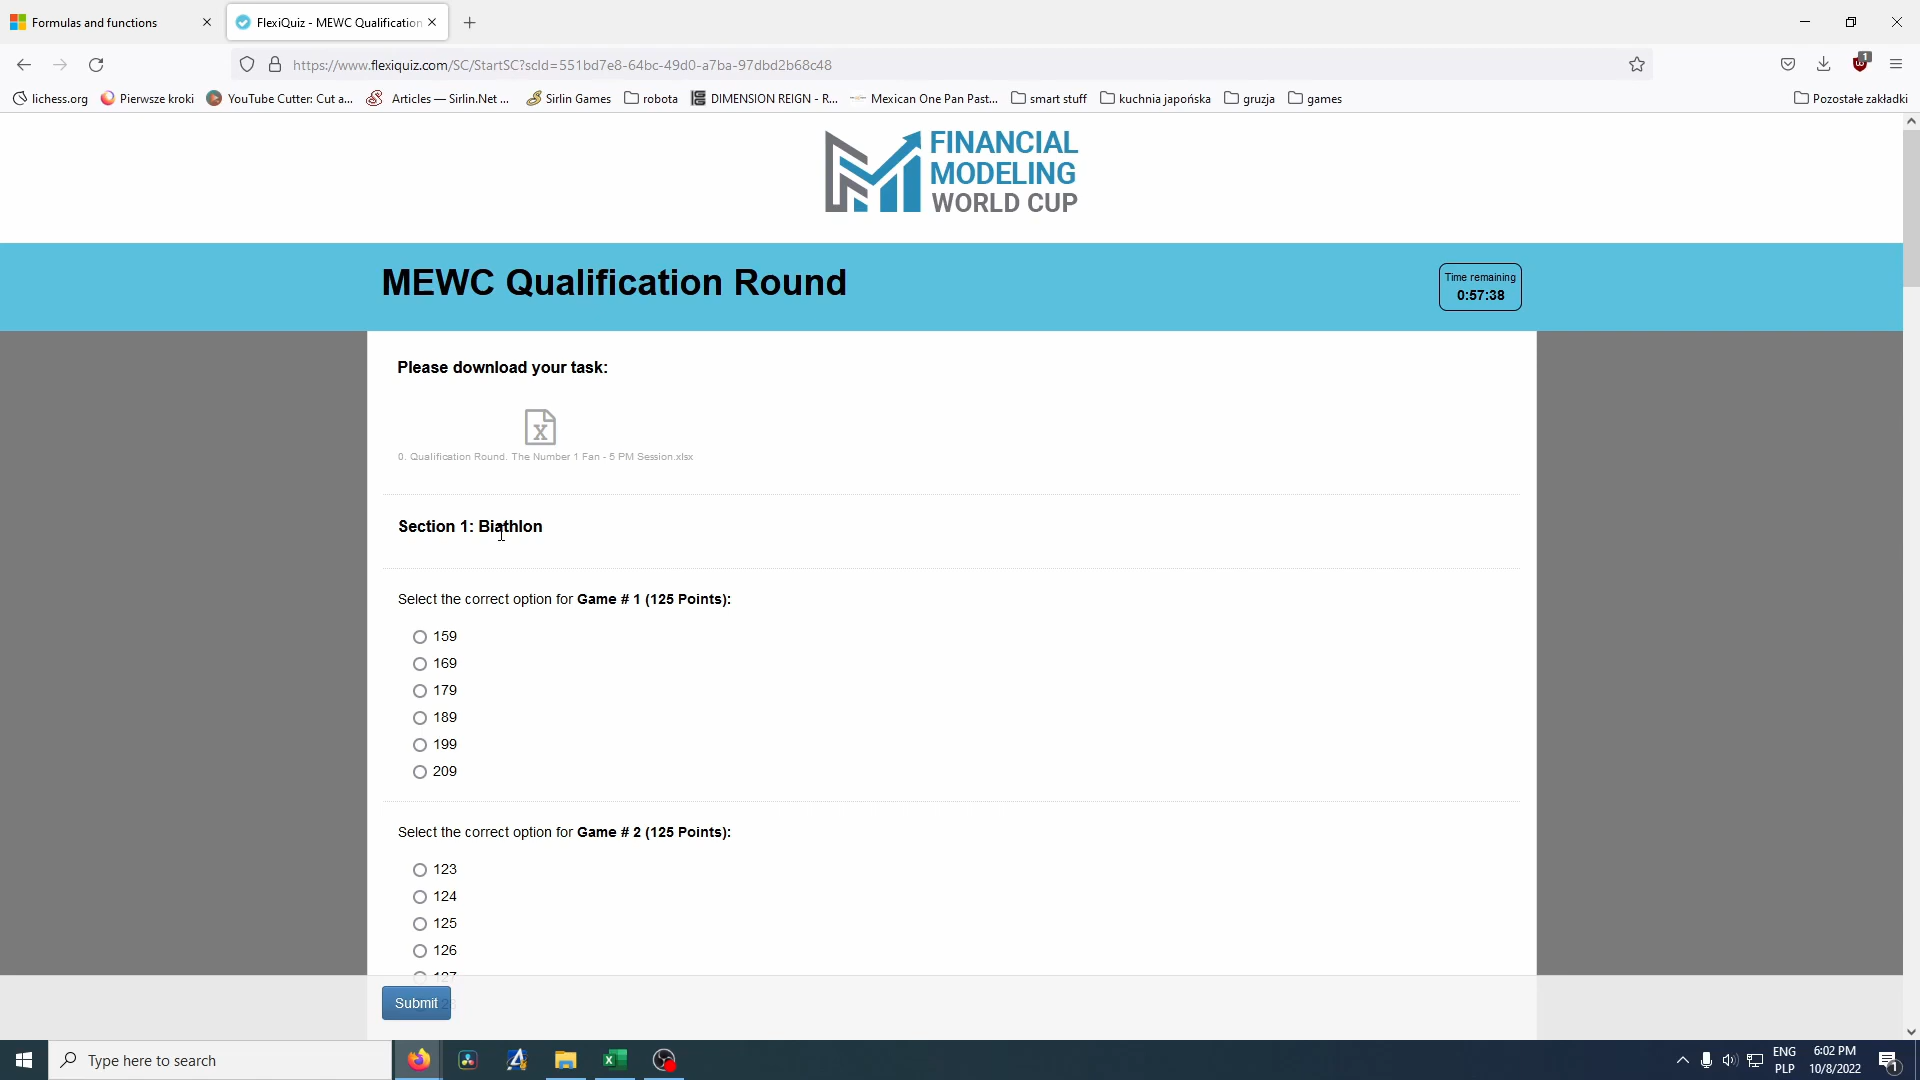 Formulas and functions
FlexiQuiz - MEWC Qualification
https://www.flexiquiz.com/SC/StartSC?scId=551bd7e8-64bc-49d0-a7ba-97dbd2b68c48
1
lichess.org
Pierwsze kroki
YouTube Cutter: Cut a...
Articles — Sirlin.Net ...
Sirlin Games
robota
DIMENSION REIGN - R...
Mexican One Pan Past...
smart stuff
kuchnia japońska
gruzja
games
Pozostałe zakładki
FINANCIAL
MODELING
WORLD CUP
MEWC Qualification Round
Time remaining
0:57:38
Please download your task:
0. Qualification Round. The Number 1 Fan - 5 PM Session.xlsx
Section 1: Biathlon
Select the correct option for Game # 1 (125 Points):
159
169
179
189
199
209
Select the correct option for Game # 2 (125 Points):
123
124
125
126
127
Submit
Type here to search
ENG
PLP
6:02 PM
10/8/2022
1